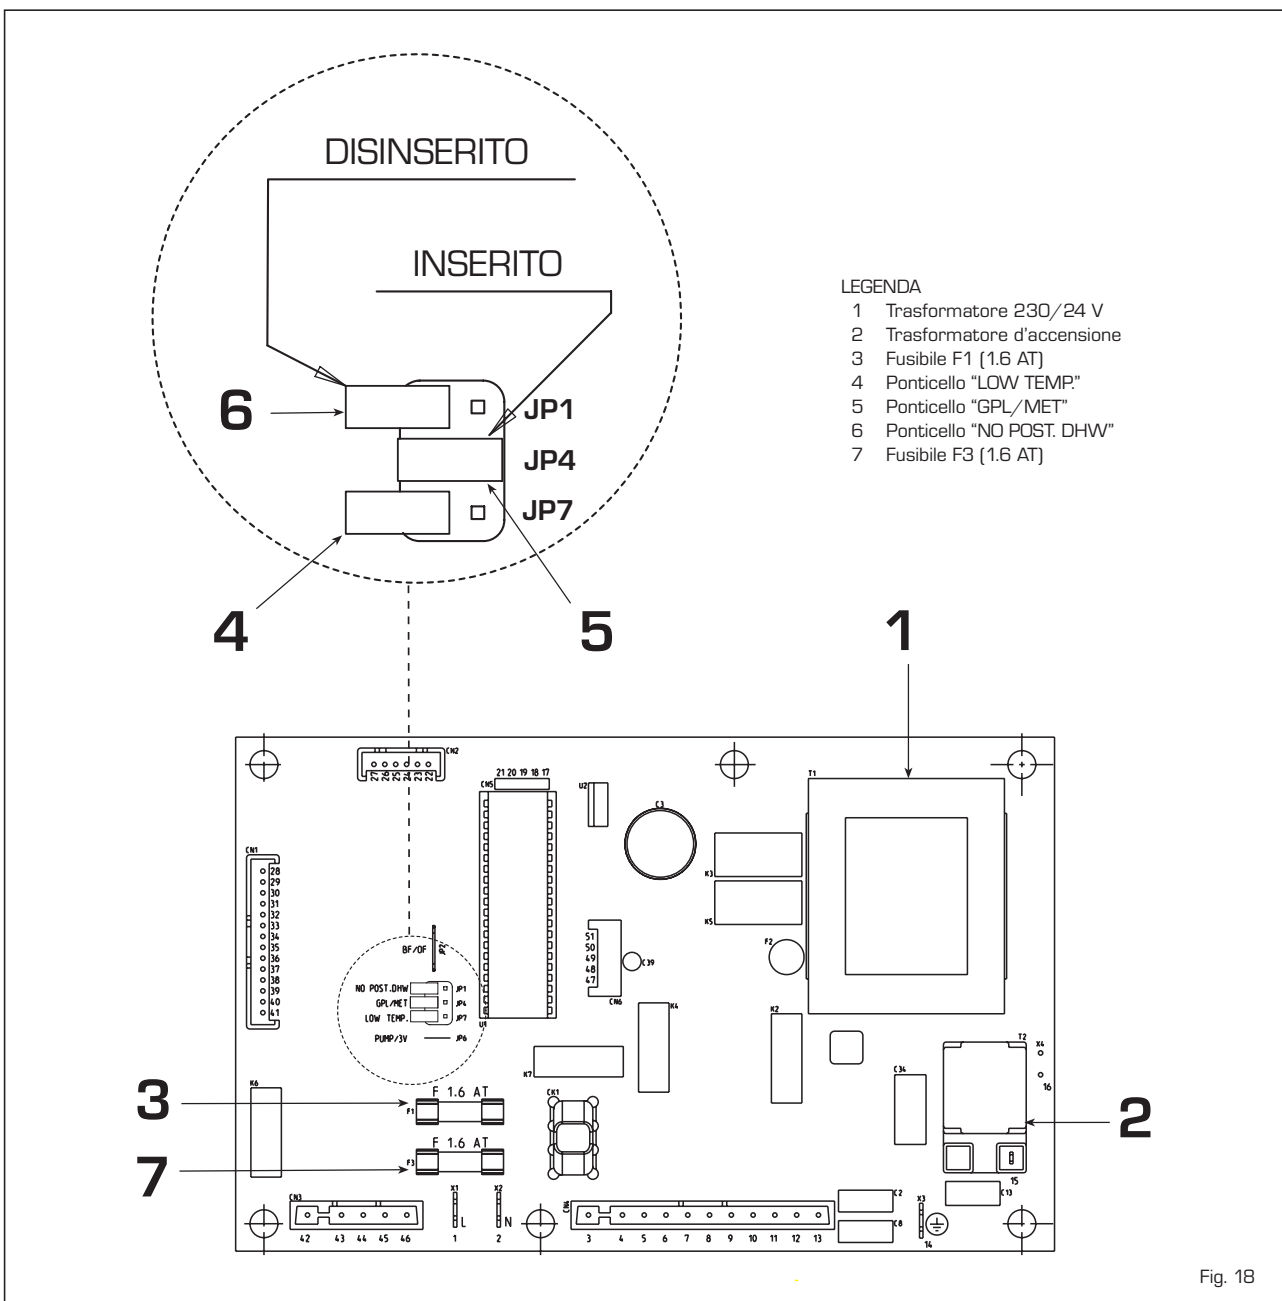 DISINSERITO
INSERITO
LEGENDA
1 Trasformatore 230/24 V
2 Trasformatore d'accensione
3 Fusibile F1 (1.6 AT)
4 Ponticello “LOW TEMP.”
5 Ponticello “GPL/MET”
6 Ponticello “NO POST. DHW”
7 Fusibile F3 (1.6 AT)
6
JP1
JP4
JP7
4
5
1
CN2
27 26 25 24 23 22
21 20 19 18 17
CN5
U2
C3
T1
CN1
28
29
30
31
32
33
34
35
36
37
38
39
40
41
K3
K5
F2
BF/OF
JP2
51
50
49
48
47
C39
CN6
NO POST.DHW JP1
GPL/MET JP4
LOW TEMP. JP7
PUMP/3V JP6
U1
K4
K2
K7
T2
X4
16
C34
K6
3
F 1.6 AT
F1
CK1
2
7
F 1.6 AT
F3
15
C13
CN3
X1
X2
L
N
CN4
C2
C8
X3
42 43 44 45 46
1
2
3 4 5 6 7 8 9 10 11 12 13
14
Fig. 18